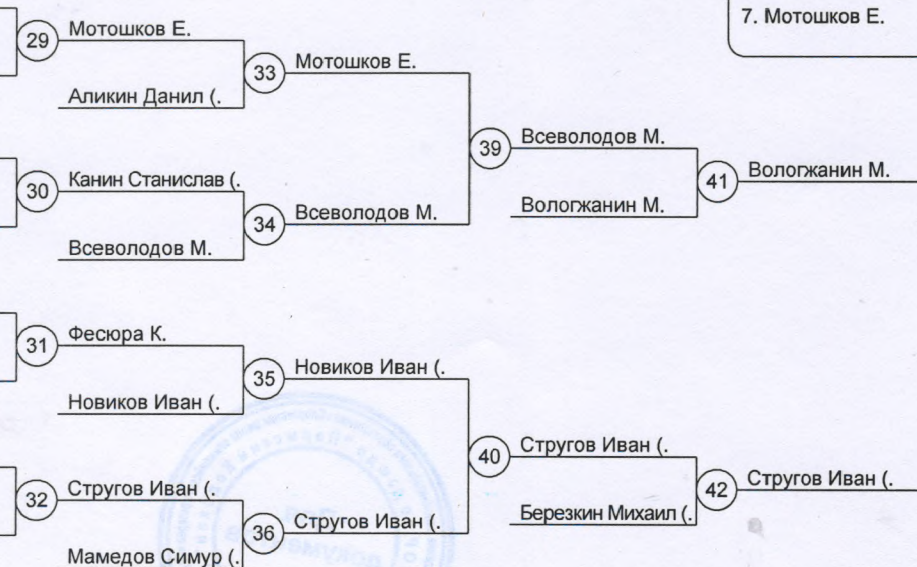 7. Мотошков Е.
29 Мотошков Е.
33 Мотошков Е.
Аликин Данил (.
39 Всеволодов М.
41 Вологжанин М.
30 Канин Станислав (.
34 Всеволодов М.
Вологжанин М.
Всеволодов М.
31 Фесюра К.
35 Новиков Иван (.
Новиков Иван (.
40 Стругов Иван (.
42 Стругов Иван (.
32 Стругов Иван (.
36 Стругов Иван (.
Березкин Михаил (.
Мамедов Симур (.